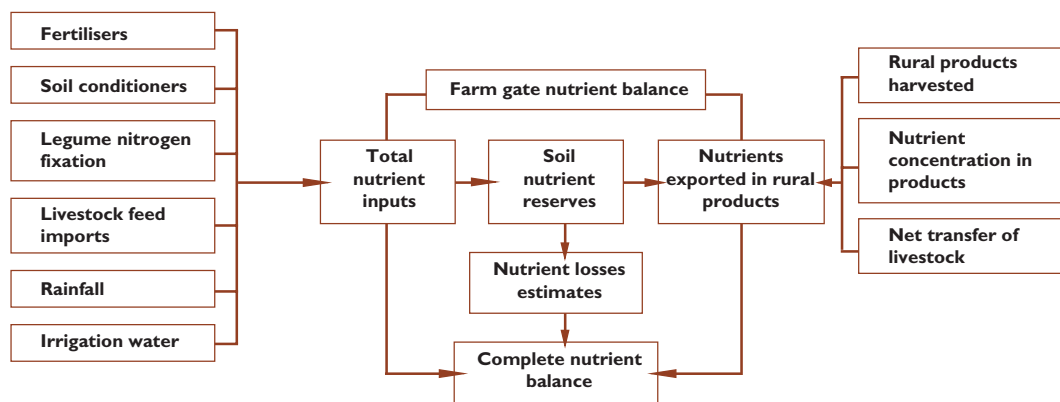 Fertilisers
Soil conditioners
Legume nitrogen
fixation
Livestock feed
imports
Rainfall
Irrigation water
Farm gate nutrient balance
Total
nutrient
inputs
Soil
nutrient
reserves
Nutrients
exported in rural
products
Nutrient losses
estimates
Complete nutrient
balance
Rural products
harvested
Nutrient
concentration in
products
Net transfer of
livestock